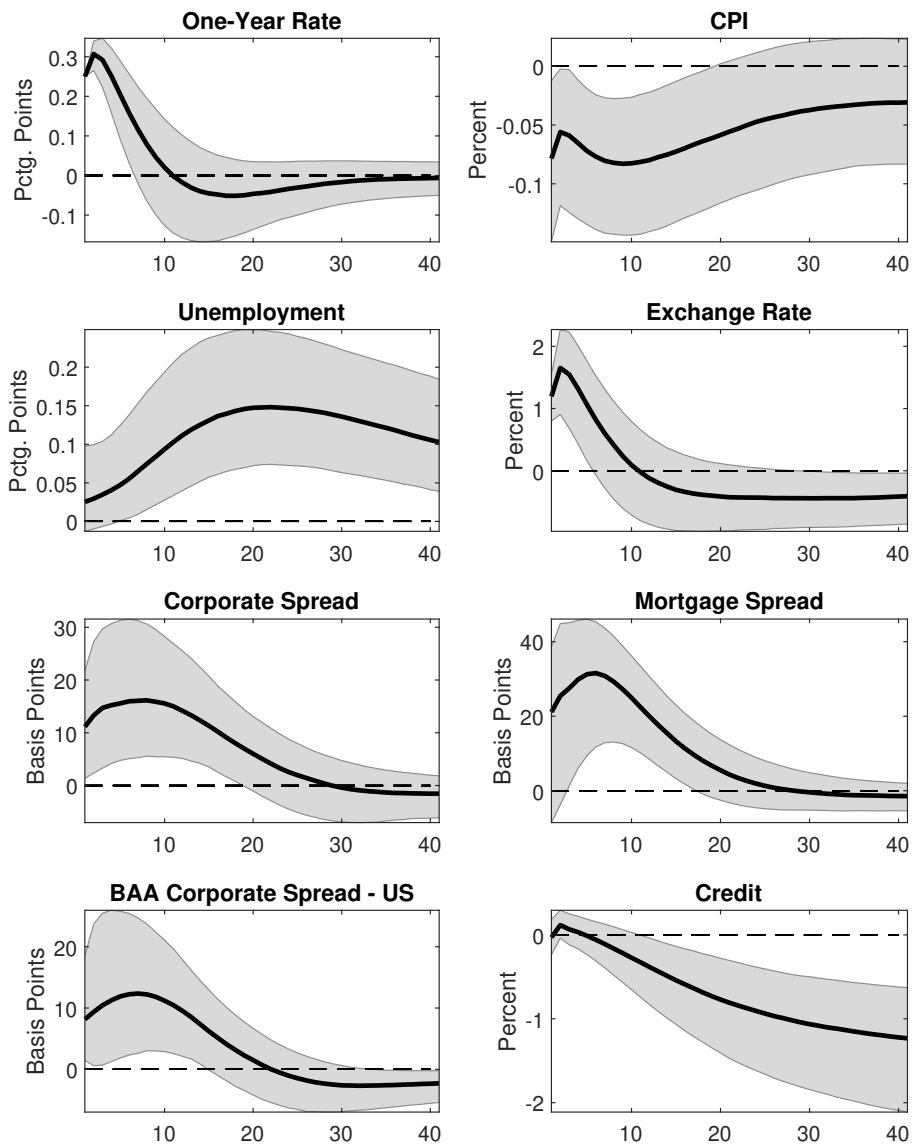 One-Year Rate
Pctg. Points
0.3
0.2
0.1
0
-0.1
10 20 30 40
CPI
Percent
0
-0.05
-0.1
10 20 30 40
Unemployment
Pctg. Points
0.2
0.15
0.1
0.05
0
10 20 30 40
Exchange Rate
Percent
2
1
0
10 20 30 40
Corporate Spread
Basis Points
30
20
10
0
10 20 30 40
Mortgage Spread
Basis Points
40
20
0
10 20 30 40
BAA Corporate Spread - US
Basis Points
20
10
0
10 20 30 40
Credit
Percent
0
-1
-2
10 20 30 40